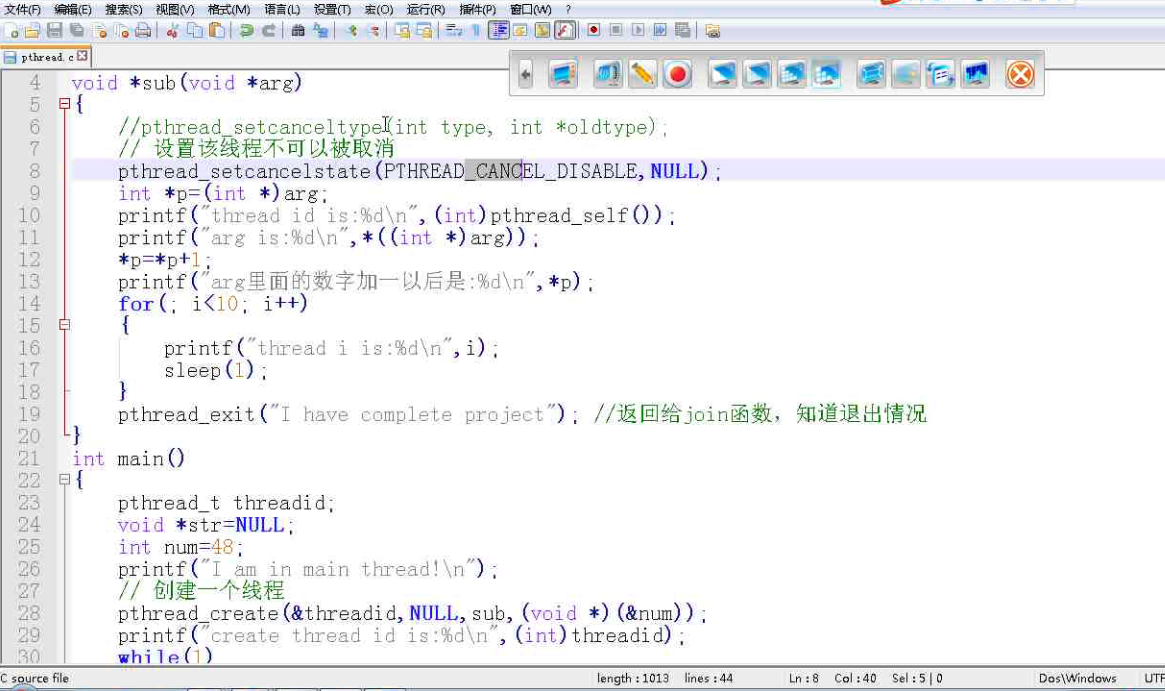 文件(F) 编辑(E) 搜索(S) 视图(V) 格式(M) 语言(L) 设置(T) 宏(O) 运行(R) 插件(P) 窗口(W) ?
pthread.c
4 void *sub(void *arg)
5 {
6 //pthread_setcanceltype(int type, int *oldtype);
7 // 设置该线程不可以被取消
8 pthread_setcancelstate(PTHREAD_CANCEL_DISABLE,NULL);
9 int *p=(int *)arg;
10 printf("thread id is:%d\n",(int)pthread_self());
11 printf("arg is:%d\n",*((int *)arg));
12 *p=*p+1;
13 printf("arg里面的数字加一以后是:%d\n",*p);
14 for(; i<10; i++)
15 {
16 printf("thread i is:%d\n",i);
17 sleep(1);
18 }
19 pthread_exit("I have complete project"); //返回给join函数，知道退出情况
20 }
21 int main()
22 {
23 pthread_t threadid;
24 void *str=NULL;
25 int num=48;
26 printf("I am in main thread!\n");
27 // 创建一个线程
28 pthread_create(&threadid,NULL,sub,(void *)(&num));
29 printf("create thread id is:%d\n",(int)threadid);
30 while(1)
C source file length:1013 lines:44 Ln:8 Col:40 Sel:5|0 Dos\Windows UTF